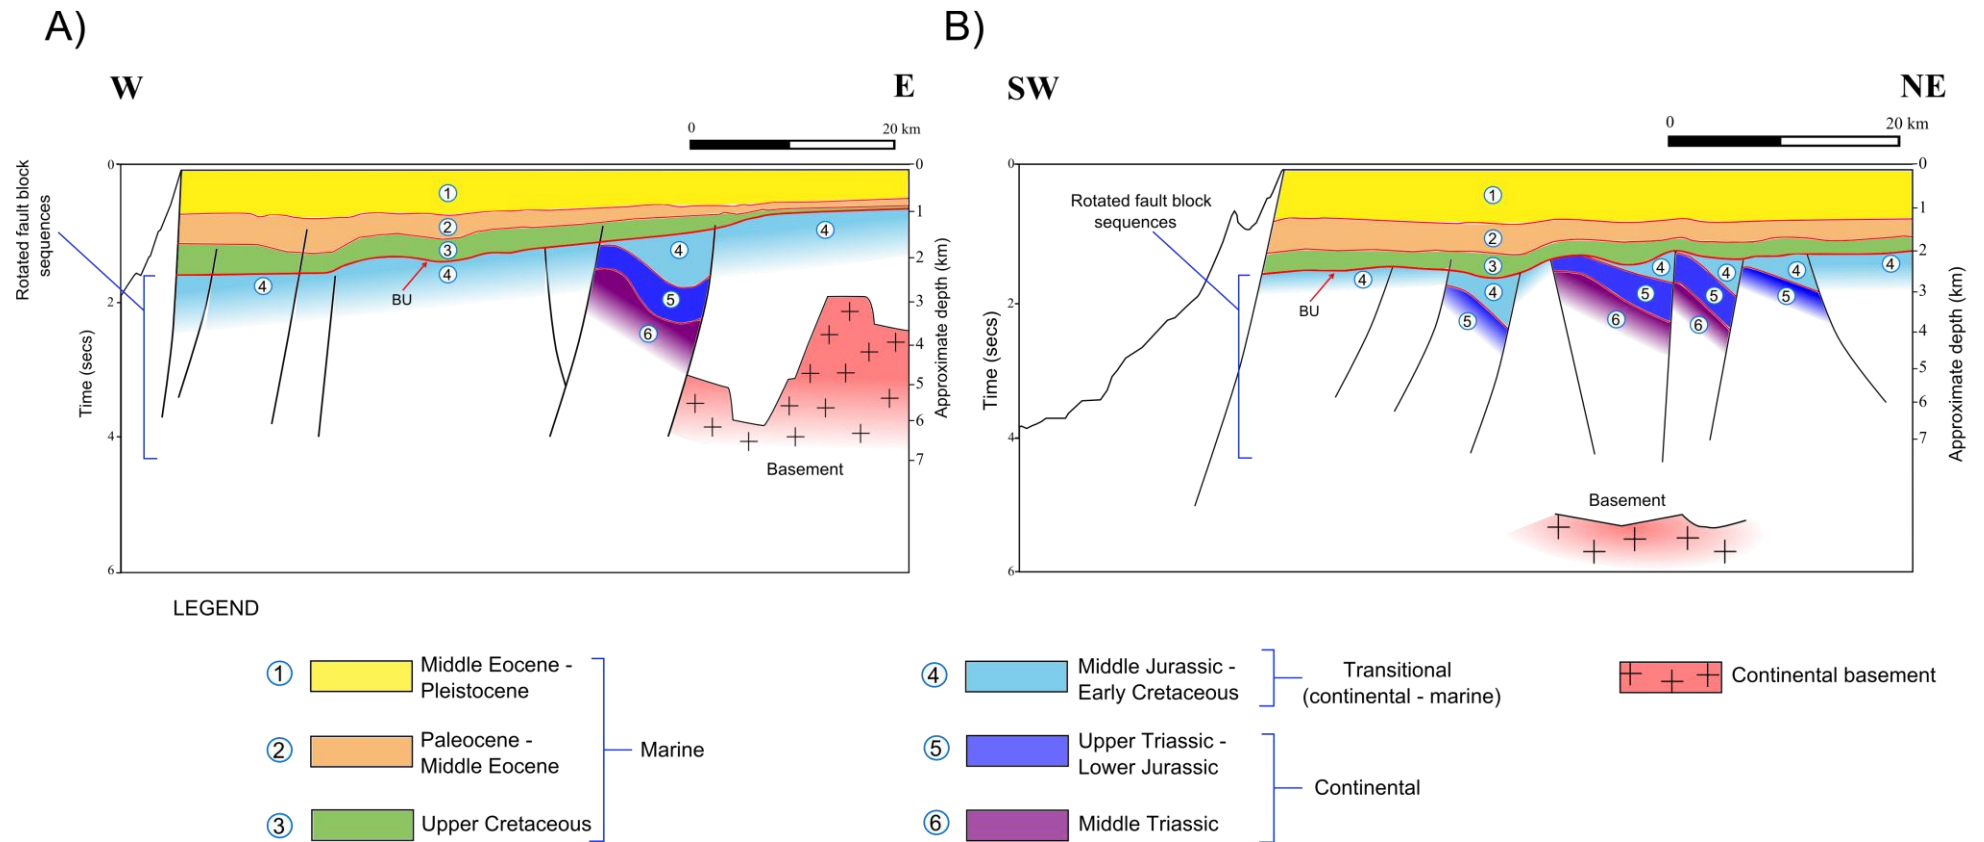 A)
B)
W
E
SW
NE
0
20 km
0
20 km
Rotated fault block
sequences
Rotated fault block
sequences
Time (secs)
0
2
4
6
Approximate depth (km)
0
1
2
3
4
5
6
7
1
2
3
4
4
4
4
5
6
BU
Basement
Time (secs)
0
2
4
6
Approximate depth (km)
0
1
2
3
4
5
6
7
1
2
3
4
4
4
4
4
4
5
5
5
5
6
6
BU
Basement
LEGEND
1
Middle Eocene -
Pleistocene
2
Paleocene -
Middle Eocene
3
Upper Cretaceous
Marine
4
Middle Jurassic -
Early Cretaceous
Transitional
(continental - marine)
5
Upper Triassic -
Lower Jurassic
6
Middle Triassic
Continental
Continental basement